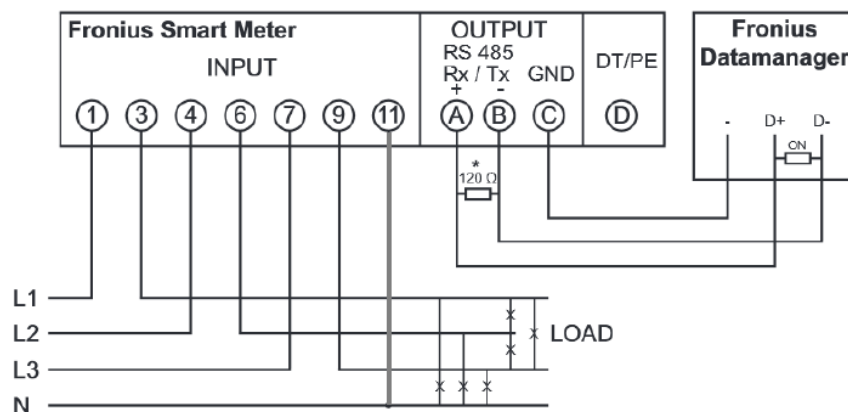 Fronius Smart Meter
INPUT
OUTPUT
RS 485
Rx / Tx
+ -
GND
DT/PE
1 3 4 6 7 9 11 A B C D
*
120 Ω
Fronius
Datamanager
- D+ D-
ON
L1
L2
L3
N
LOAD